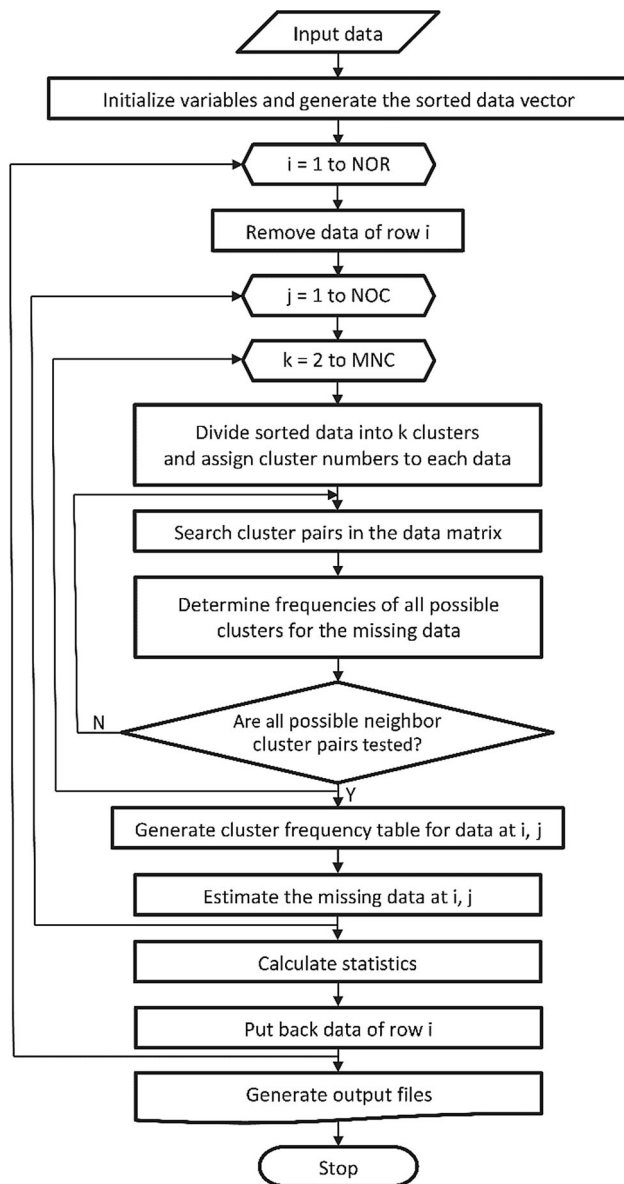 Input data
Initialize variables and generate the sorted data vector
i = 1 to NOR
Remove data of row i
j = 1 to NOC
k = 2 to MNC
Divide sorted data into k clusters
and assign cluster numbers to each data
Search cluster pairs in the data matrix
Determine frequencies of all possible
clusters for the missing data
N
Are all possible neighbor
cluster pairs tested?
Y
Generate cluster frequency table for data at i, j
Estimate the missing data at i, j
Calculate statistics
Put back data of row i
Generate output files
Stop